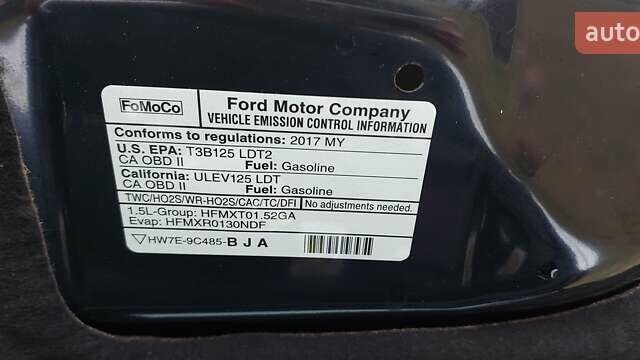 auto
FoMoCo
Ford Motor Company
VEHICLE EMISSION CONTROL INFORMATION
Conforms to regulations: 2017 MY
U.S. EPA: T3B125 LDT2
CA OBD II Fuel: Gasoline
California: ULEV125 LDT
CA OBD II Fuel: Gasoline
TWC/HO2S/WR-HO2S/CAC/TC/DFI No adjustments needed.
1.5L-Group: HFMXT01.52GA
Evap: HFMXR0130NDF
HW7E-9C485-B J A